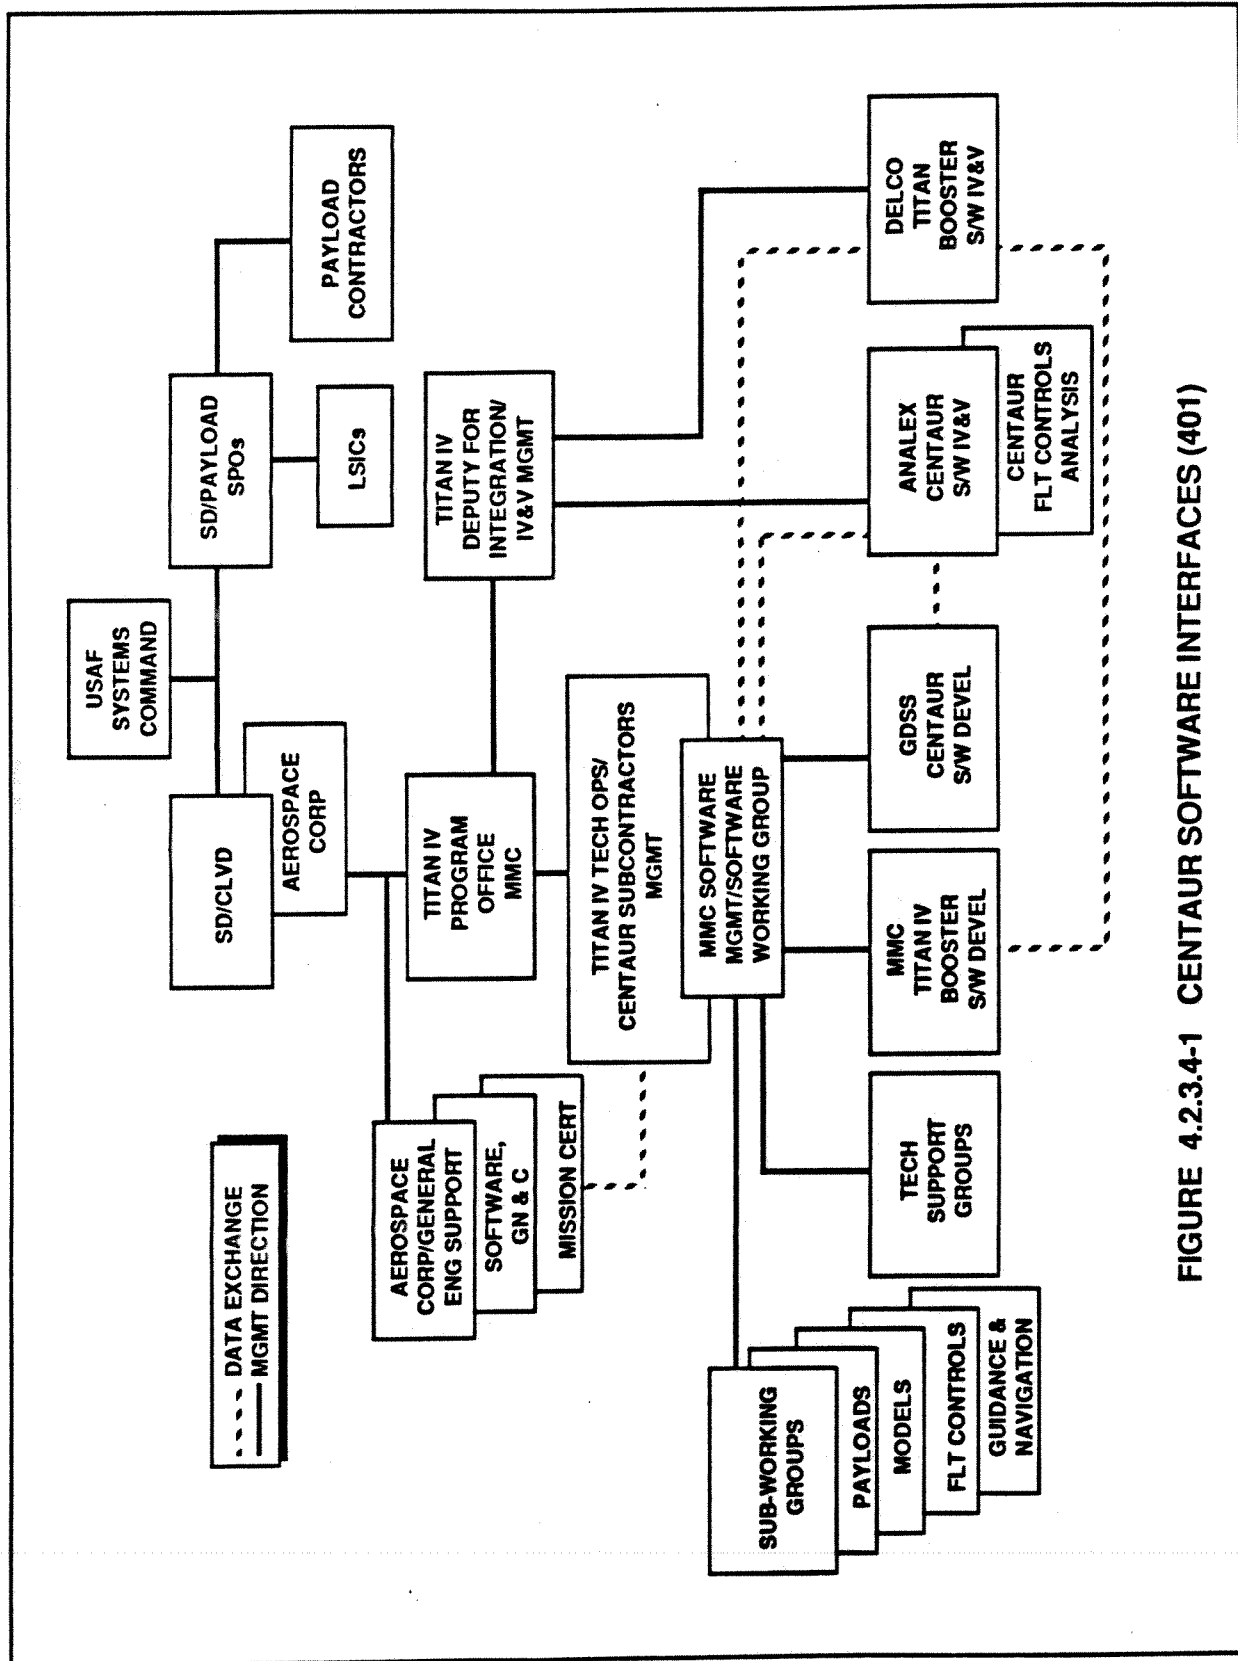 DATA EXCHANGE
MGMT DIRECTION
USAF
SYSTEMS
COMMAND
SD/CLVD
AEROSPACE
CORP
SD/PAYLOAD
SPOs
PAYLOAD
CONTRACTORS
LSICs
AEROSPACE
CORP/GENERAL
ENG SUPPORT
SOFTWARE,
GN & C
MISSION CERT
TITAN IV
PROGRAM
OFFICE
MMC
TITAN IV
DEPUTY FOR
INTEGRATION/
IV&V MGMT
TITAN IV TECH OPS/
CENTAUR SUBCONTRACTORS
MGMT
MMC SOFTWARE
MGMT/SOFTWARE
WORKING GROUP
SUB-WORKING
GROUPS
PAYLOADS
MODELS
FLT CONTROLS
GUIDANCE &
NAVIGATION
TECH
SUPPORT
GROUPS
MMC
TITAN IV
BOOSTER
S/W DEVEL
GDSS
CENTAUR
S/W DEVEL
ANALEX
CENTAUR
S/W IV&V
CENTAUR
FLT CONTROLS
ANALYSIS
DELCO
TITAN
BOOSTER
S/W IV&V
FIGURE 4.2.3.4-1 CENTAUR SOFTWARE INTERFACES (401)